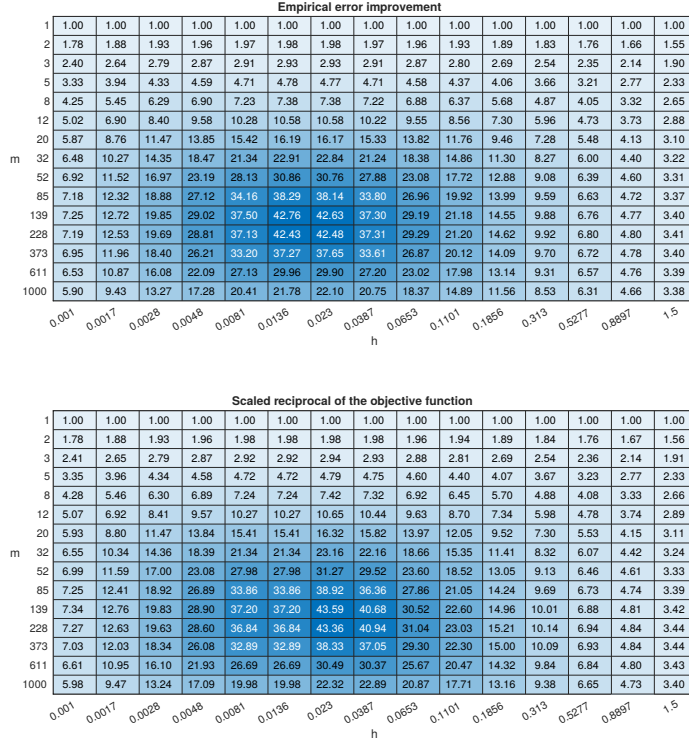 Empirical error improvement
1 1.00 1.00 1.00 1.00 1.00 1.00 1.00 1.00 1.00 1.00 1.00 1.00 1.00 1.00 1.00
2 1.78 1.88 1.93 1.96 1.97 1.98 1.98 1.97 1.96 1.93 1.89 1.83 1.76 1.66 1.55
3 2.40 2.64 2.79 2.87 2.91 2.93 2.93 2.91 2.87 2.80 2.69 2.54 2.35 2.14 1.90
5 3.33 3.94 4.33 4.59 4.71 4.78 4.77 4.71 4.58 4.37 4.06 3.66 3.21 2.77 2.33
8 4.25 5.45 6.29 6.90 7.23 7.38 7.38 7.22 6.88 6.37 5.68 4.87 4.05 3.32 2.65
12 5.02 6.90 8.40 9.58 10.28 10.58 10.58 10.22 9.55 8.56 7.30 5.96 4.73 3.73 2.88
20 5.87 8.76 11.47 13.85 15.42 16.19 16.17 15.33 13.82 11.76 9.46 7.28 5.48 4.13 3.10
m 32 6.48 10.27 14.35 18.47 21.34 22.91 22.84 21.24 18.38 14.86 11.30 8.27 6.00 4.40 3.22
52 6.92 11.52 16.97 23.19 28.13 30.86 30.76 27.88 23.08 17.72 12.88 9.08 6.39 4.60 3.31
85 7.18 12.32 18.88 27.12 34.16 38.29 38.14 33.80 26.96 19.92 13.99 9.59 6.63 4.72 3.37
139 7.25 12.72 19.85 29.02 37.50 42.76 42.63 37.30 29.19 21.18 14.55 9.88 6.76 4.77 3.40
228 7.19 12.53 19.69 28.81 37.13 42.43 42.48 37.31 29.29 21.20 14.62 9.92 6.80 4.80 3.41
373 6.95 11.96 18.40 26.21 33.20 37.27 37.65 33.61 26.87 20.12 14.09 9.70 6.72 4.78 3.40
611 6.53 10.87 16.08 22.09 27.13 29.96 29.90 27.20 23.02 17.98 13.14 9.31 6.57 4.76 3.39
1000 5.90 9.43 13.27 17.28 20.41 21.78 22.10 20.75 18.37 14.89 11.56 8.53 6.31 4.66 3.38
0.001 0.0017 0.0028 0.0048 0.0081 0.0136 0.023 0.0387 0.0653 0.1101 0.1856 0.313 0.5277 0.8897 1.5
h
Scaled reciprocal of the objective function
1 1.00 1.00 1.00 1.00 1.00 1.00 1.00 1.00 1.00 1.00 1.00 1.00 1.00 1.00 1.00
2 1.78 1.88 1.93 1.96 1.98 1.98 1.98 1.98 1.96 1.94 1.89 1.84 1.76 1.67 1.56
3 2.41 2.65 2.79 2.87 2.92 2.92 2.94 2.93 2.88 2.81 2.69 2.54 2.36 2.14 1.91
5 3.35 3.96 4.34 4.58 4.72 4.72 4.79 4.75 4.60 4.40 4.07 3.67 3.23 2.77 2.33
8 4.28 5.46 6.30 6.89 7.24 7.24 7.42 7.32 6.92 6.45 5.70 4.88 4.08 3.33 2.66
12 5.07 6.92 8.41 9.57 10.27 10.27 10.65 10.44 9.63 8.70 7.34 5.98 4.78 3.74 2.89
20 5.93 8.80 11.47 13.84 15.41 15.41 16.32 15.82 13.97 12.05 9.52 7.30 5.53 4.15 3.11
m 32 6.55 10.34 14.36 18.39 21.34 21.34 23.16 22.16 18.66 15.35 11.41 8.32 6.07 4.42 3.24
52 6.99 11.59 17.00 23.08 27.98 27.98 31.27 29.52 23.60 18.52 13.05 9.13 6.46 4.61 3.33
85 7.25 12.41 18.92 26.89 33.86 33.86 38.92 36.36 27.86 21.05 14.24 9.69 6.73 4.74 3.39
139 7.34 12.76 19.83 28.90 37.20 37.20 43.59 40.68 30.52 22.60 14.96 10.01 6.88 4.81 3.42
228 7.27 12.63 19.63 28.60 36.84 36.84 43.36 40.94 31.04 23.03 15.21 10.14 6.94 4.84 3.44
373 7.03 12.03 18.34 26.08 32.89 32.89 38.33 37.05 29.30 22.30 15.00 10.09 6.93 4.84 3.44
611 6.61 10.95 16.10 21.93 26.69 26.69 30.49 30.37 25.67 20.47 14.32 9.84 6.84 4.80 3.43
1000 5.98 9.47 13.24 17.09 19.98 19.98 22.32 22.89 20.87 17.71 13.16 9.38 6.65 4.73 3.40
0.001 0.0017 0.0028 0.0048 0.0081 0.0136 0.023 0.0387 0.0653 0.1101 0.1856 0.313 0.5277 0.8897 1.5
h